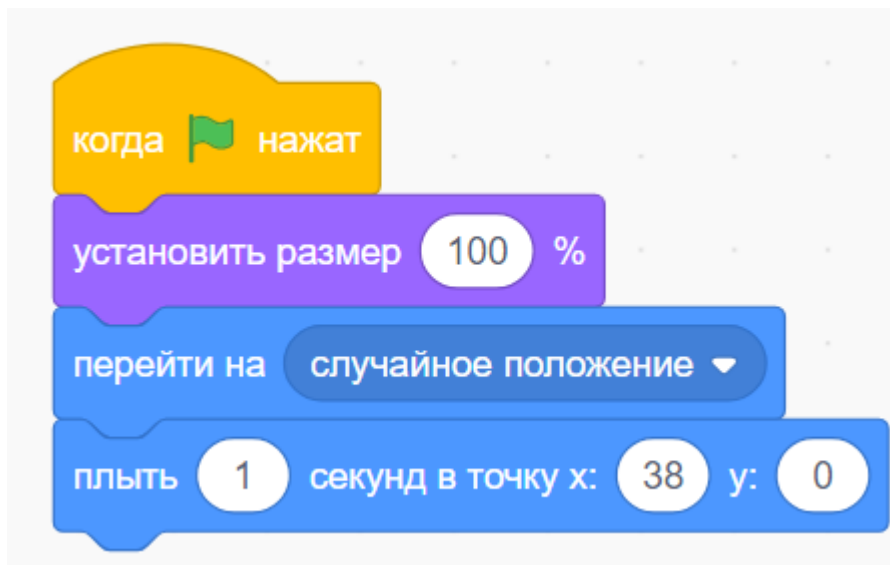 когда нажат
установить размер 100 %
перейти на случайное положение
плыть 1 секунд в точку x: 38 y: 0